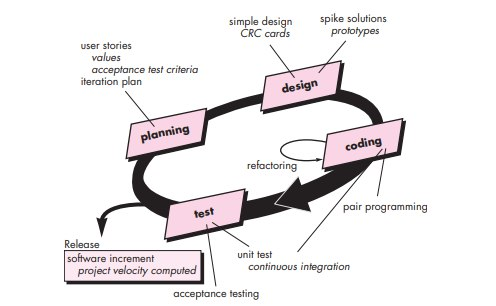 simple design
CRC cards
spike solutions
prototypes
user stories
values
acceptance test criteria
iteration plan
design
planning
coding
refactoring
test
pair programming
Release
software increment
project velocity computed
unit test
continuous integration
acceptance testing